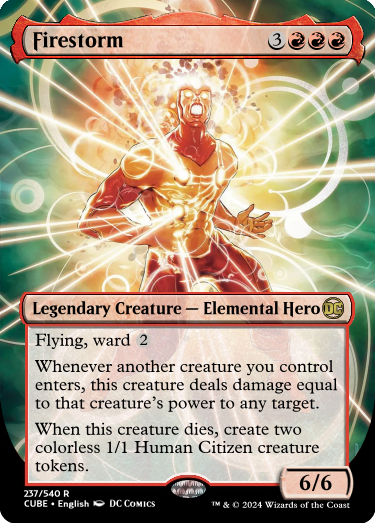 Firestorm 3
Legendary Creature — Elemental Hero DC
Flying, ward 2
Whenever another creature you control
enters, this creature deals damage equal
to that creature's power to any target.
When this creature dies, create two
colorless 1/1 Human Citizen creature
tokens.
6/6
237/540 R
CUBE • English DC COMICS ™ & © 2024 Wizards of the Coast